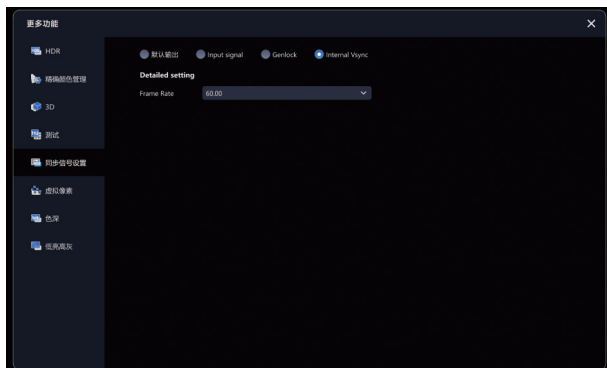 更多功能
HDR
默认输出 Input signal Genlock Internal Vsync
精确颜色管理
Detailed setting
Frame Rate 60.00
3D
测试
同步信号设置
虚拟像素
色深
低亮高灰